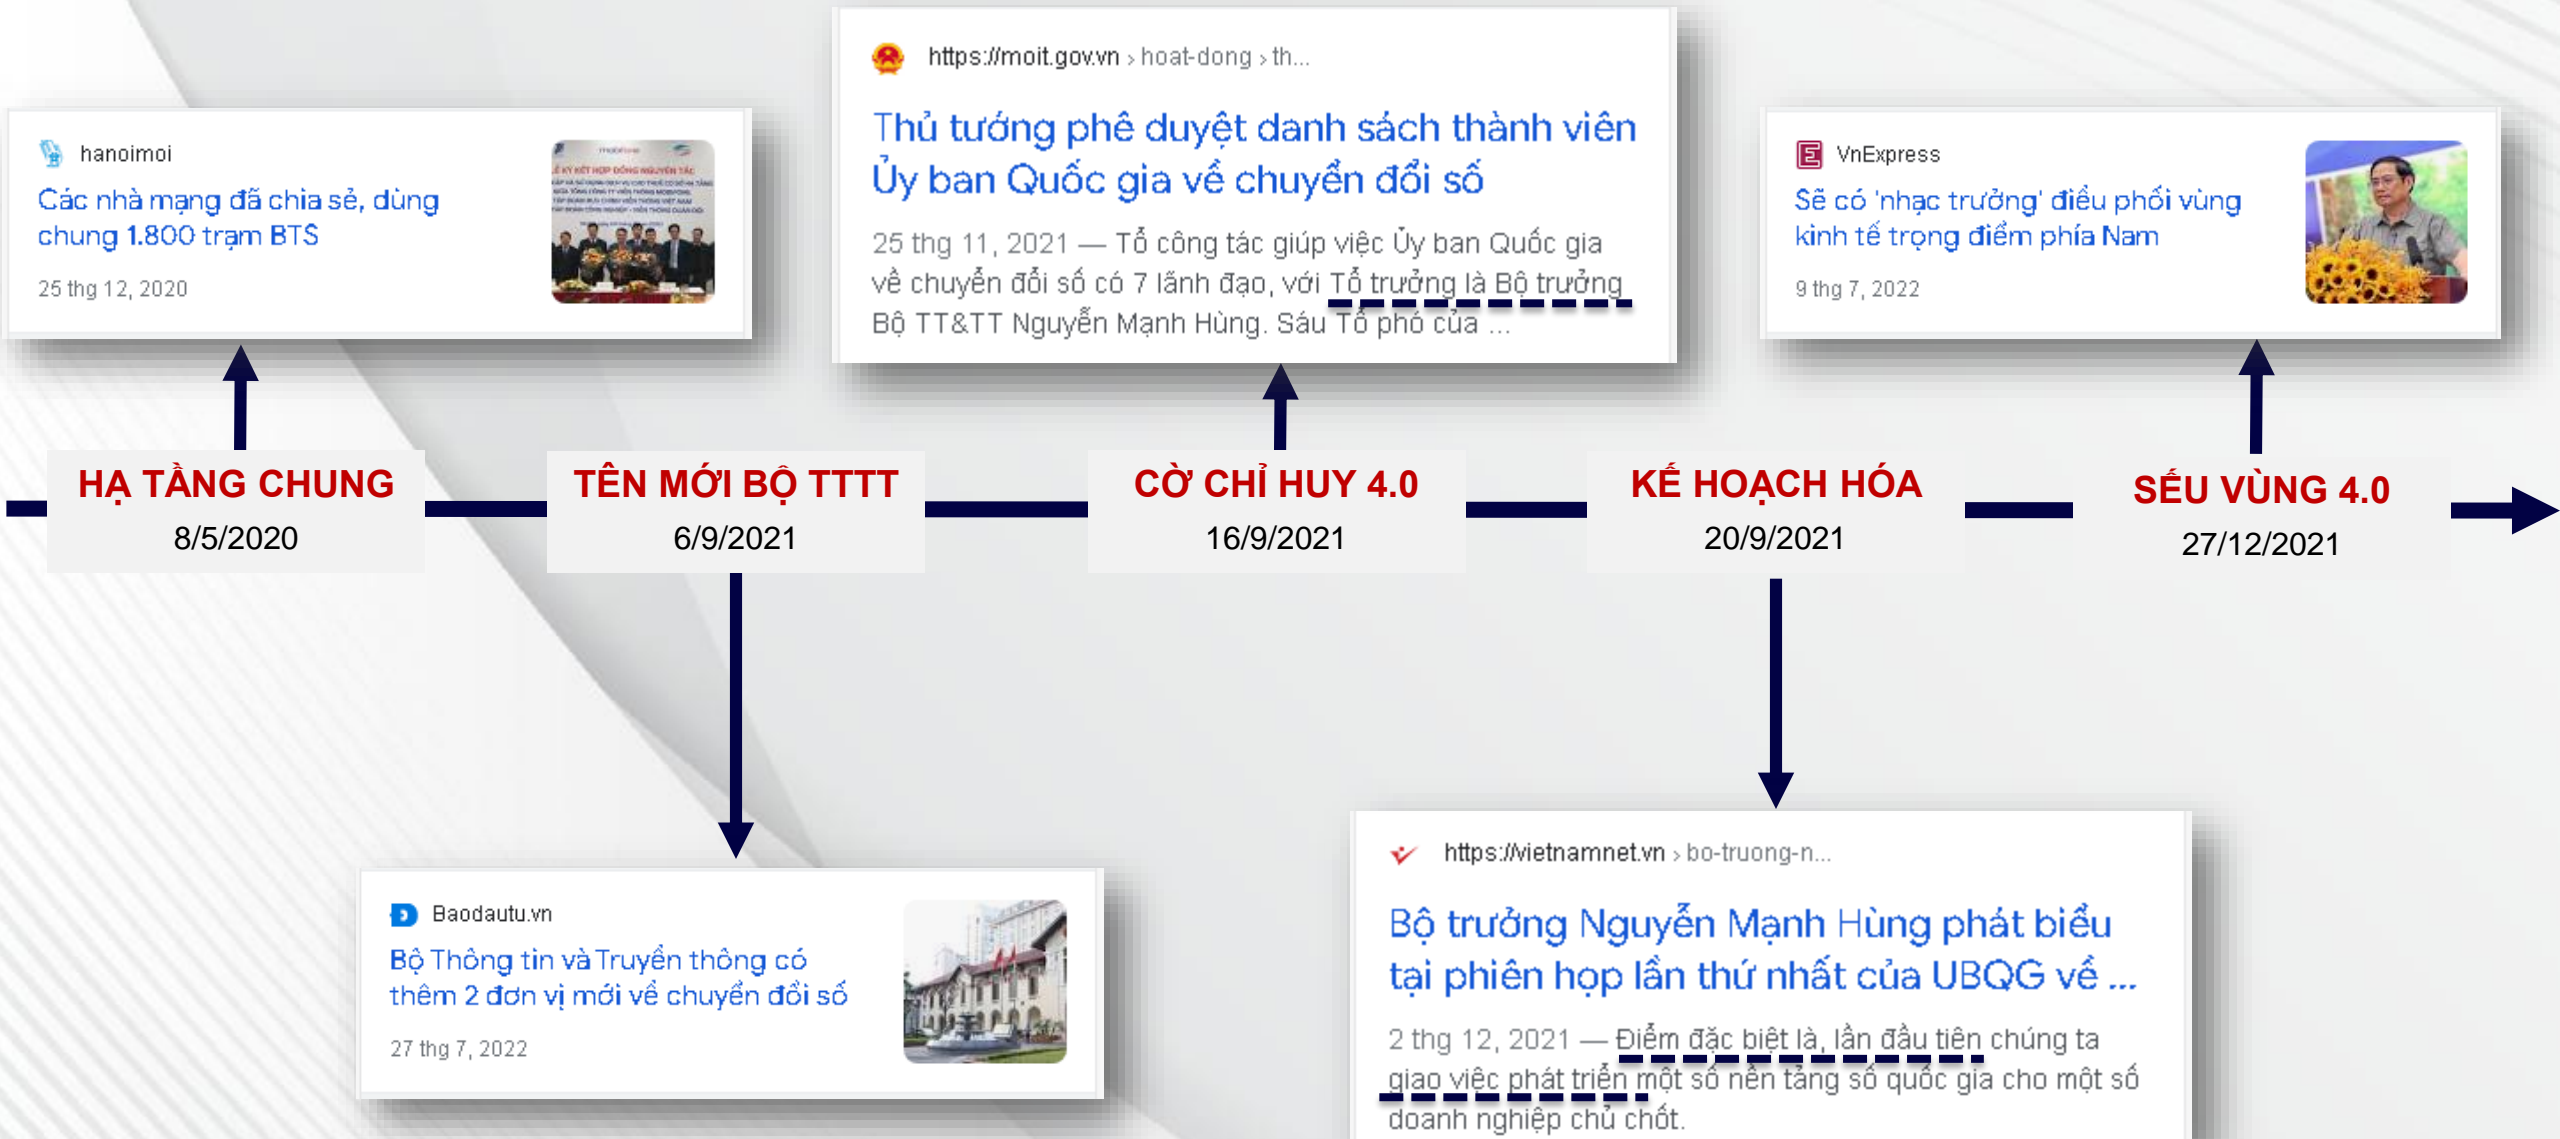 hanoimoi
Các nhà mạng đã chia sẻ, dùng
chung 1.800 trạm BTS
25 thg 12, 2020
mobifone
LỄ KÝ KẾT HỢP ĐỒNG NGUYÊN TẮC
https://moit.gov.vn › hoat-dong › th...
Thủ tướng phê duyệt danh sách thành viên
Ủy ban Quốc gia về chuyển đổi số
25 thg 11, 2021 — Tổ công tác giúp việc Ủy ban Quốc gia
về chuyển đổi số có 7 lãnh đạo, với Tổ trưởng là Bộ trưởng
Bộ TT&TT Nguyễn Mạnh Hùng. Sáu Tổ phó của ...
VnExpress
Sẽ có 'nhạc trưởng' điều phối vùng
kinh tế trọng điểm phía Nam
9 thg 7, 2022
HẠ TẦNG CHUNG
8/5/2020
TÊN MỚI BỘ TTTT
6/9/2021
CỜ CHỈ HUY 4.0
16/9/2021
KẾ HOẠCH HÓA
20/9/2021
SẾU VÙNG 4.0
27/12/2021
Baodautu.vn
Bộ Thông tin và Truyền thông có
thêm 2 đơn vị mới về chuyển đổi số
27 thg 7, 2022
https://vietnamnet.vn › bo-truong-n...
Bộ trưởng Nguyễn Mạnh Hùng phát biểu
tại phiên họp lần thứ nhất của UBQG về ...
2 thg 12, 2021 — Điểm đặc biệt là, lần đầu tiên chúng ta
giao việc phát triển một số nền tảng số quốc gia cho một số
doanh nghiệp chủ chốt.